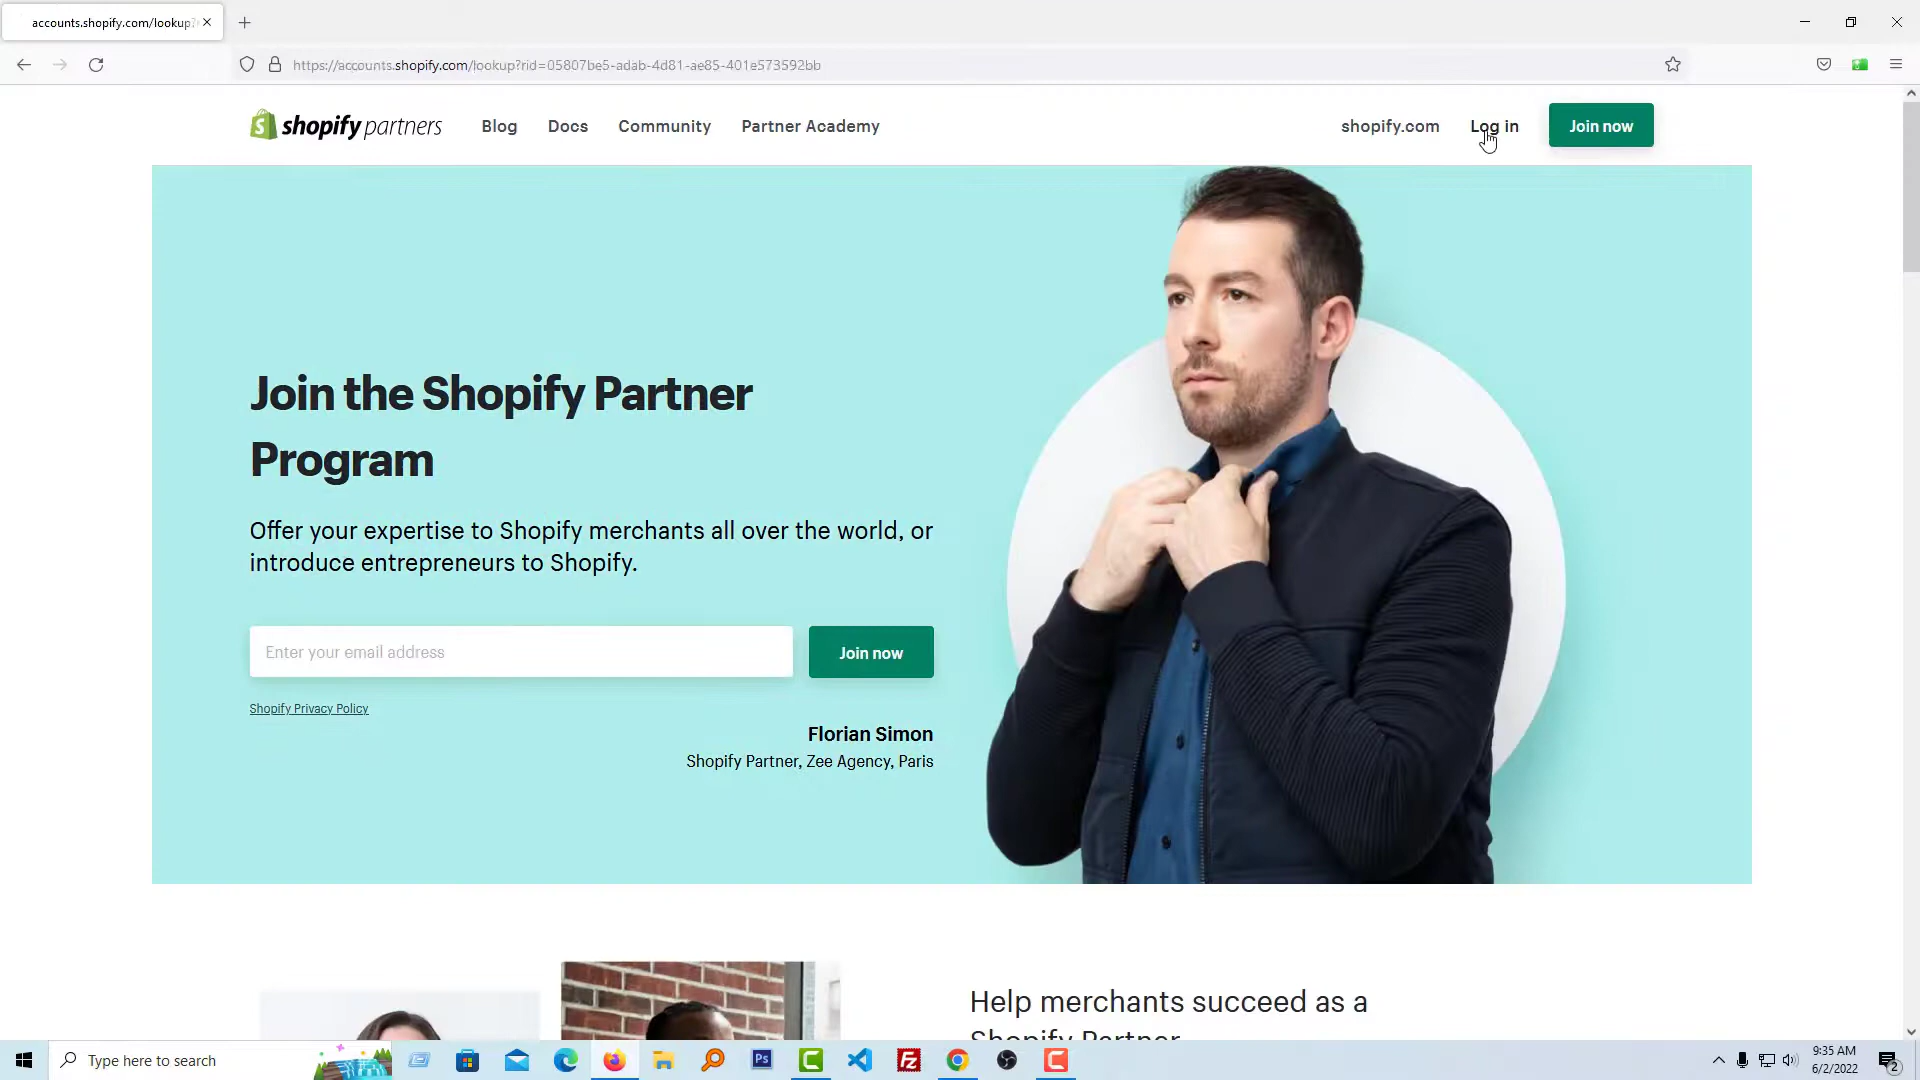 accounts.shopify.com/lookup?
https://accounts.shopify.com/lookup?rid=05807be5-adab-4d81-ae85-401e573592bb
shopify partners
Blog
Docs
Community
Partner Academy
shopify.com
Log in
Join now
Join the Shopify Partner
Program
Offer your expertise to Shopify merchants all over the world, or
introduce entrepreneurs to Shopify.
Enter your email address
Join now
Shopify Privacy Policy
Florian Simon
Shopify Partner, Zee Agency, Paris
Help merchants succeed as a
Shopify Partner
Type here to search
Ps
9:35 AM
6/2/2022
2